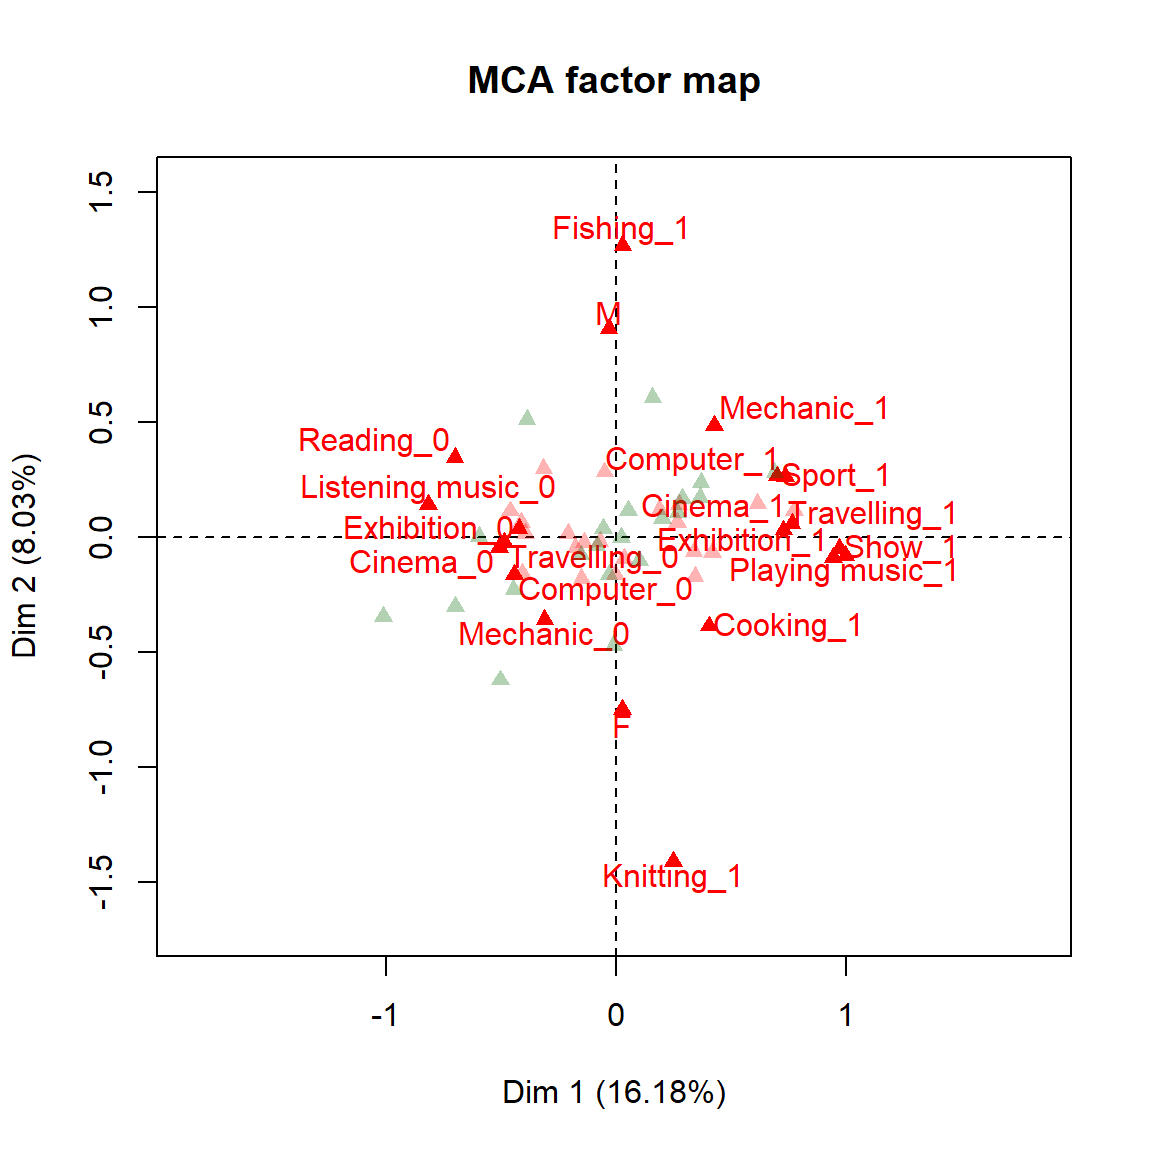 MCA factor map
Dim 2 (8.03%)
1.5
1.0
0.5
0.0
-0.5
-1.0
-1.5
Fishing_1
M
Mechanic_1
Reading_0
Computer_1
Sport_1
Listening music_0
Cinema_1
Travelling_1
Exhibition_0
Exhibition_1
Show_1
Cinema_0
Travelling_0
Playing music_1
Computer_0
Mechanic_0
Cooking_1
F
Knitting_1
-1
0
1
Dim 1 (16.18%)